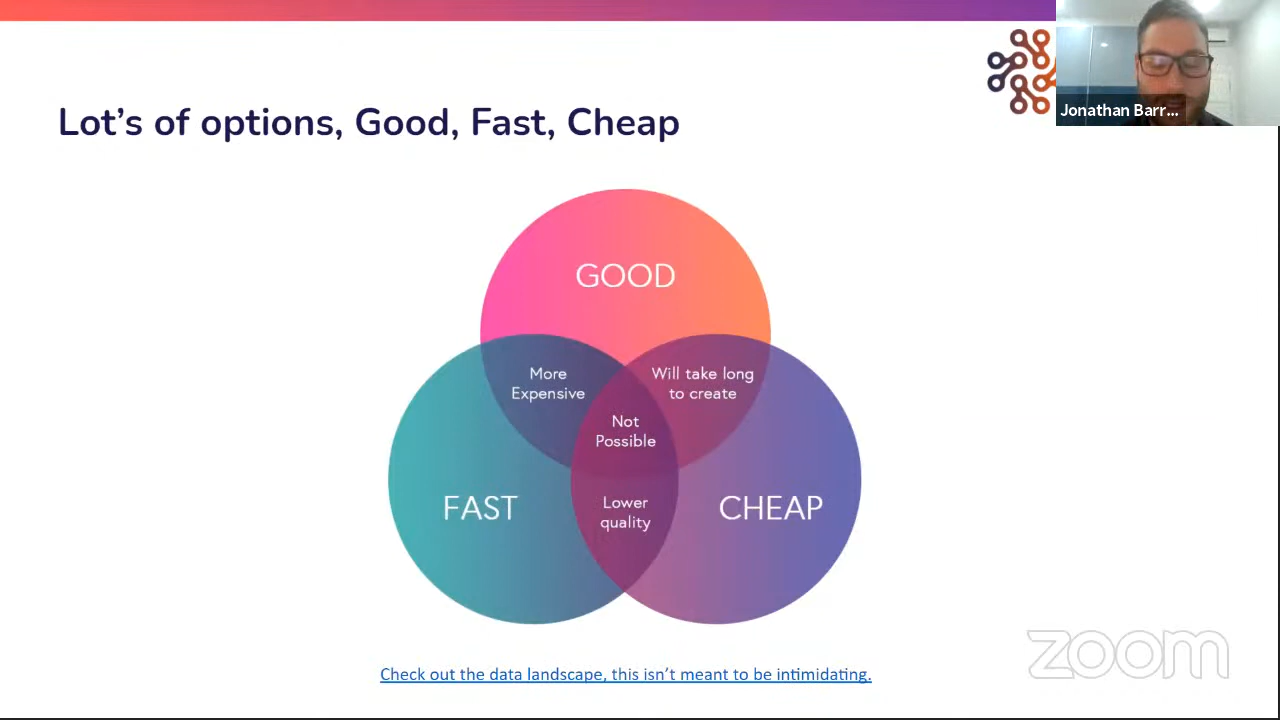 Jonathan Barr...
Lot's of options, Good, Fast, Cheap
GOOD
More
Expensive
Will take long
to create
Not
Possible
FAST
Lower
quality
CHEAP
Check out the data landscape, this isn't meant to be intimidating.
zoom